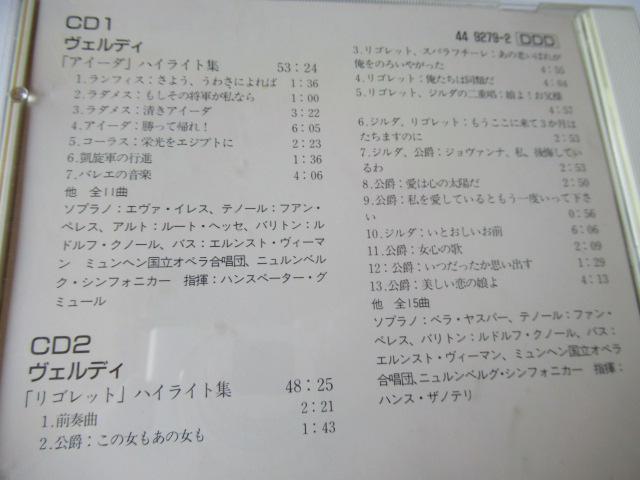 CD1
ヴェルディ
「アイーダ」ハイライト集 53:24
1.ランフィス:さよう、うわさによれば 1:36
2.ラダメス:もしその将軍が私なら 1:00
3.ラダメス:清きアイーダ 3:22
4.アイーダ:勝って帰れ! 6:05
5.コーラス:栄光をエジプトに 2:23
6.凱旋軍の行進 1:36
7.バレエの音楽 4:06
他 全11曲
ソプラノ:エヴァ・イレス、テノール:フアン・
ペレス、アルト:ルート・ヘッセ、バリトン:ル
ドルフ・クノール、バス:エルンスト・ヴィーマ
ン ミュンヘン国立オペラ合唱団、ニュルンベル
ク・シンフォニカー 指揮:ハンスペーター・グ
ミュール
CD2
ヴェルディ
「リゴレット」ハイライト集 48:25
1.前奏曲 2:21
2.公爵:この女もあの女も 1:43
44 9279-2 DDD
3.リゴレット、スパラフチーレ:あの老いぼれが
俺をのろいやがった 4:55
4.リゴレット:俺たちは同類だ 4:04
5.リゴレット、ジルダの二重唱:娘よ!お父様
4:57
6.ジルダ、リゴレット:もうここに来て3か月は
たちますのに 2:53
7.ジルダ、公爵:ジョヴァンナ、私、後悔してい
るわ 2:53
8.公爵:愛は心の太陽だ 2:50
9.公爵:私を愛しているともう一度いって下さ
い 0:56
10.ジルダ:いとおしいお前 6:06
11.公爵:女心の歌 2:09
12:公爵:いつだったか思い出す 1:29
13.公爵:美しい恋の娘よ 4:13
他 全15曲
ソプラノ:ベラ・ヤスパー、テノール:ファン・
ペレス、バリトン:ルドルフ・クノール、バス:
エルンスト・ヴィーマン、ミュンヘン国立オペラ
合唱団、ニュルンベルグ・シンフォニカー 指揮:
ハンス・ザノテリ